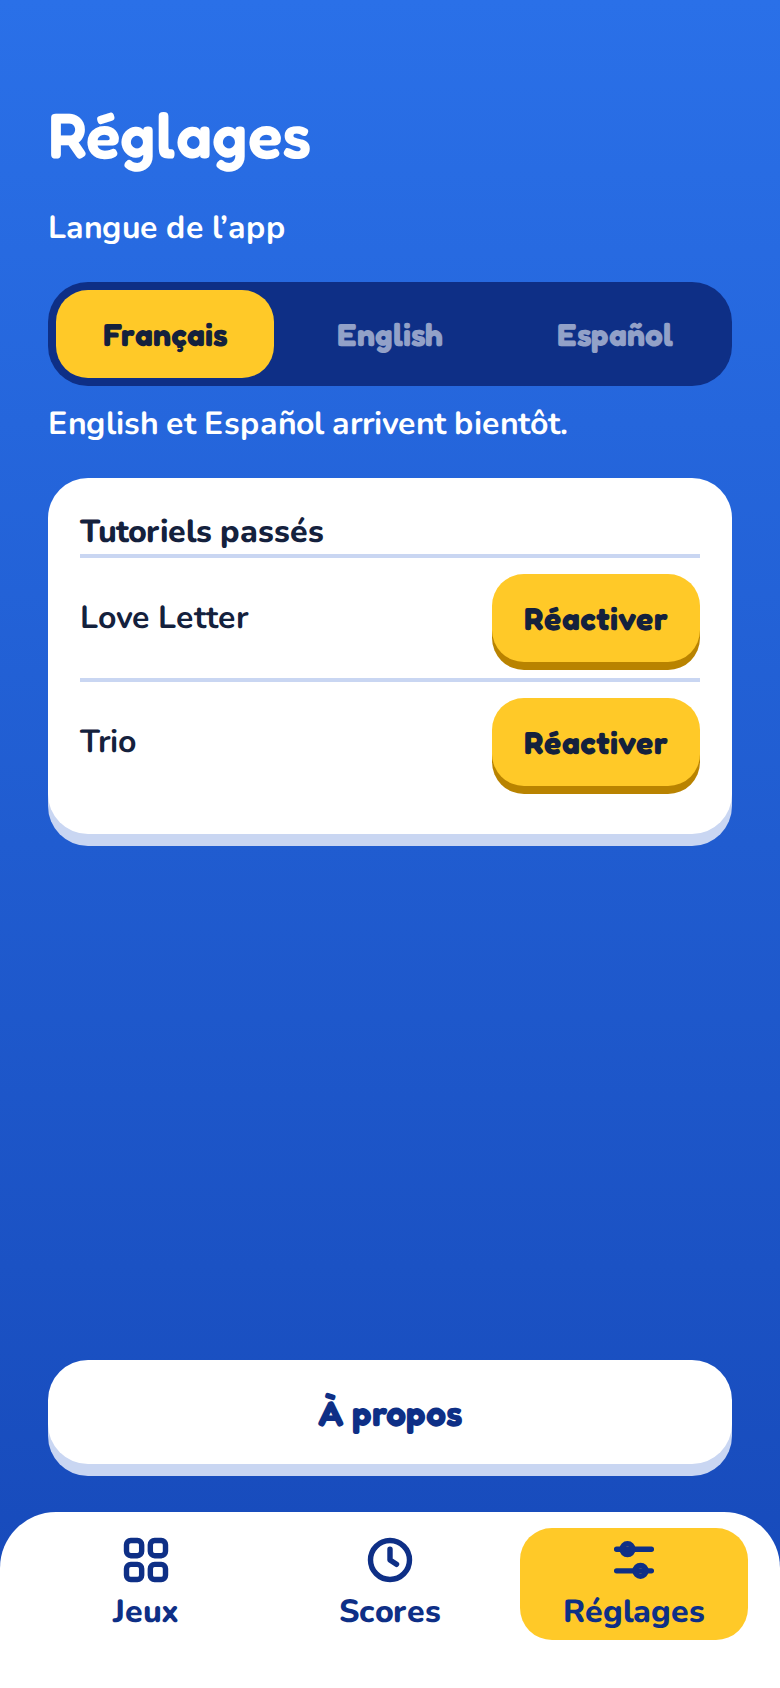 Réglages
Langue de l’app
Français English Español
English et Español arrivent bientôt.
Tutoriels passés
Love Letter Réactiver
Trio Réactiver
À propos
Jeux Scores Réglages